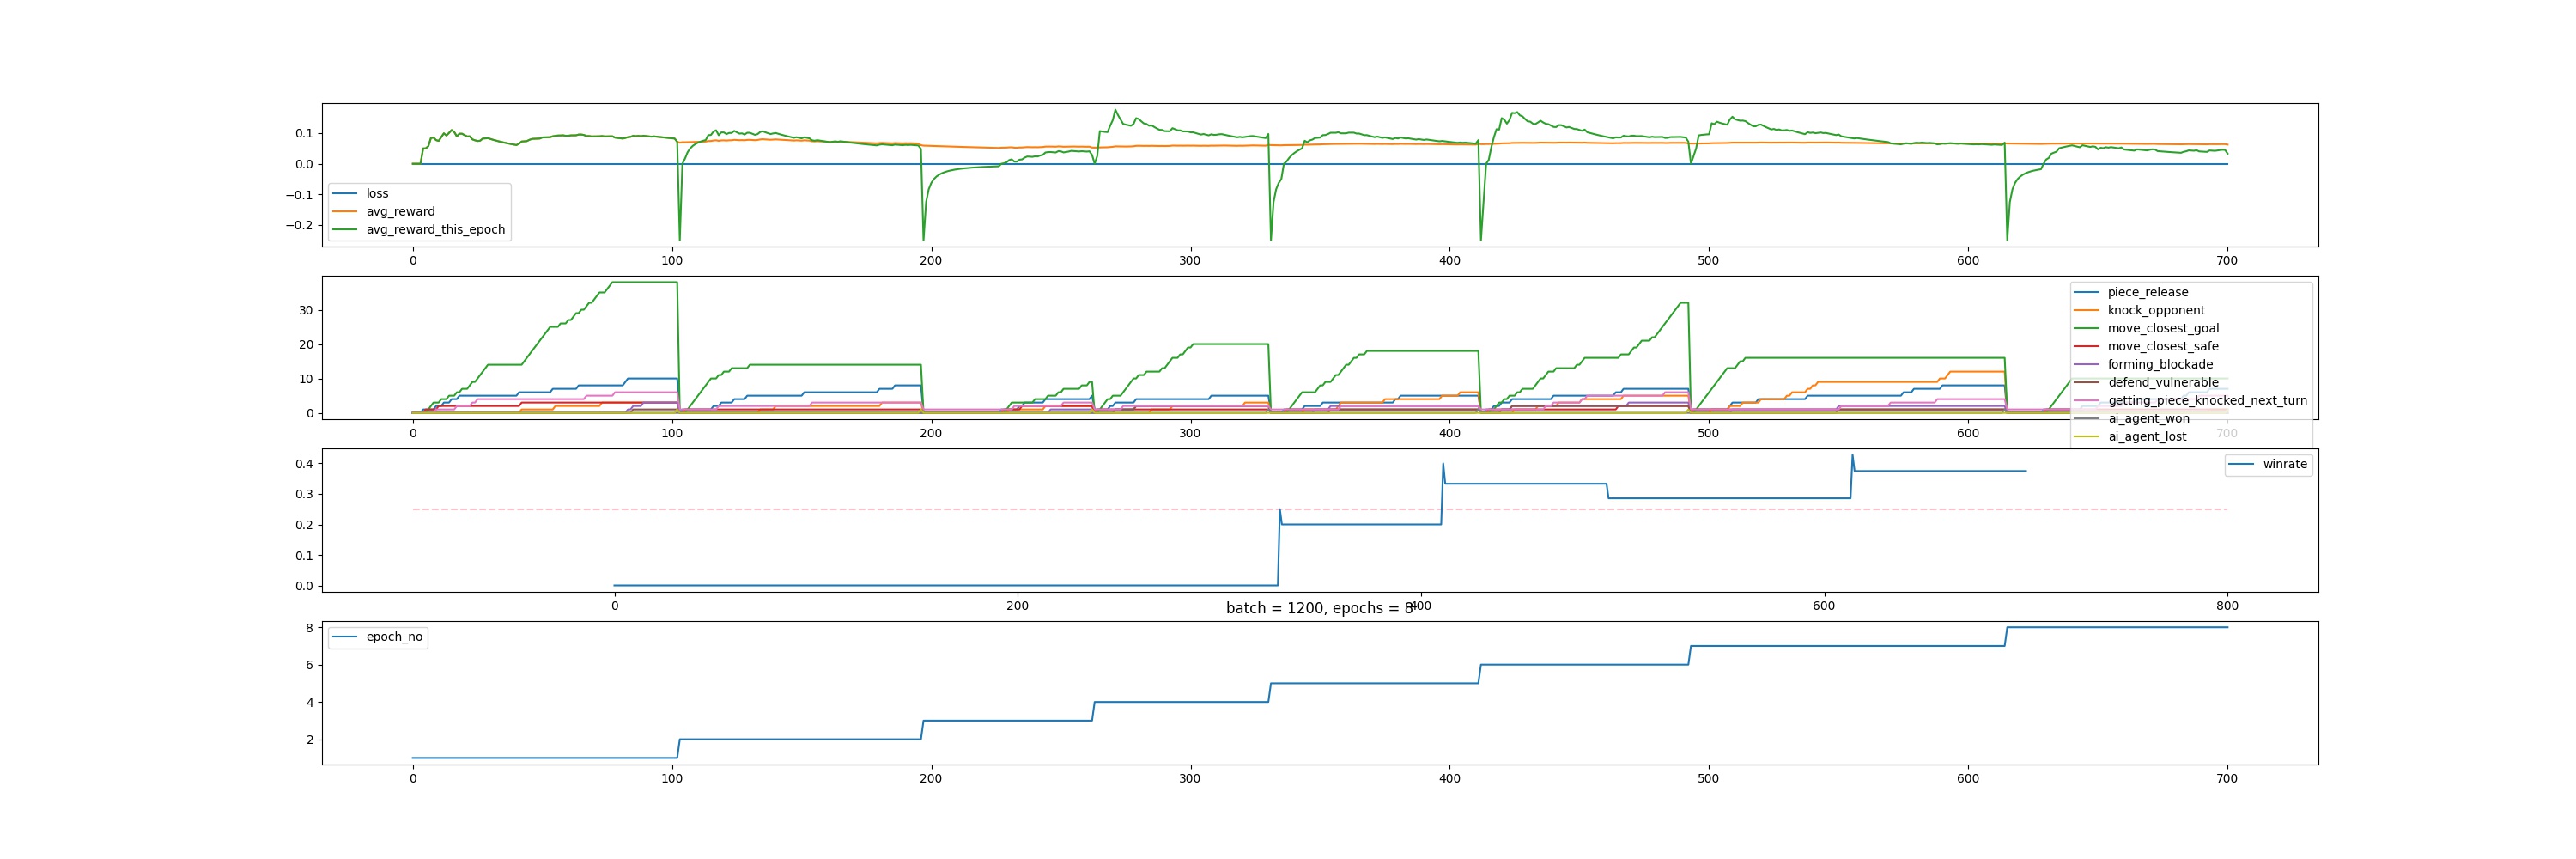 0.1
0.0
−0.1
−0.2
loss
avg_reward
avg_reward_this_epoch
0 100 200 300 400 500 600 700
30
20
10
0
piece_release
knock_opponent
move_closest_goal
move_closest_safe
forming_blockade
defend_vulnerable
getting_piece_knocked_next_turn
ai_agent_won
ai_agent_lost
0 100 200 300 400 500 600 700
0.4
0.3
0.2
0.1
0.0
winrate
0 200 400 600 800
batch = 1200, epochs = 8
8
6
4
2
epoch_no
0 100 200 300 400 500 600 700